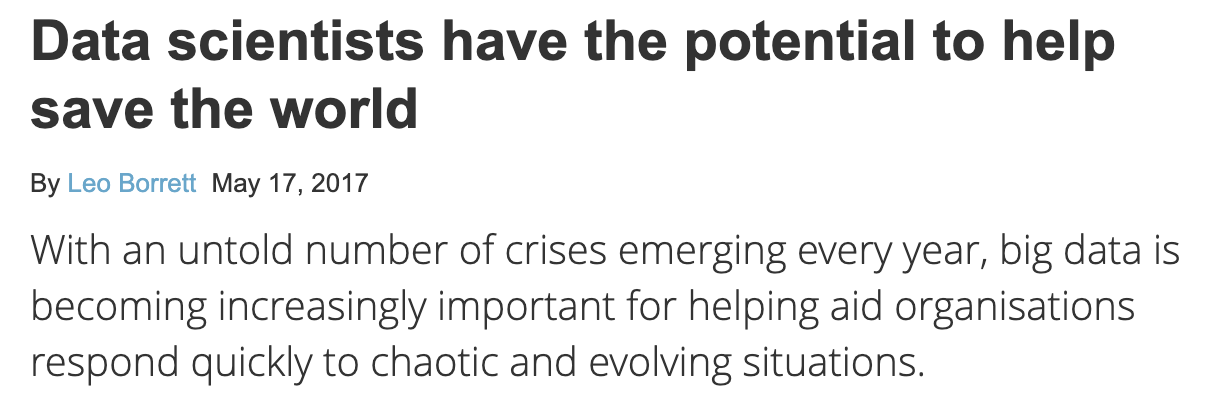 Data scientists have the potential to help
save the world
By Leo Borrett May 17, 2017
With an untold number of crises emerging every year, big data is
becoming increasingly important for helping aid organisations
respond quickly to chaotic and evolving situations.